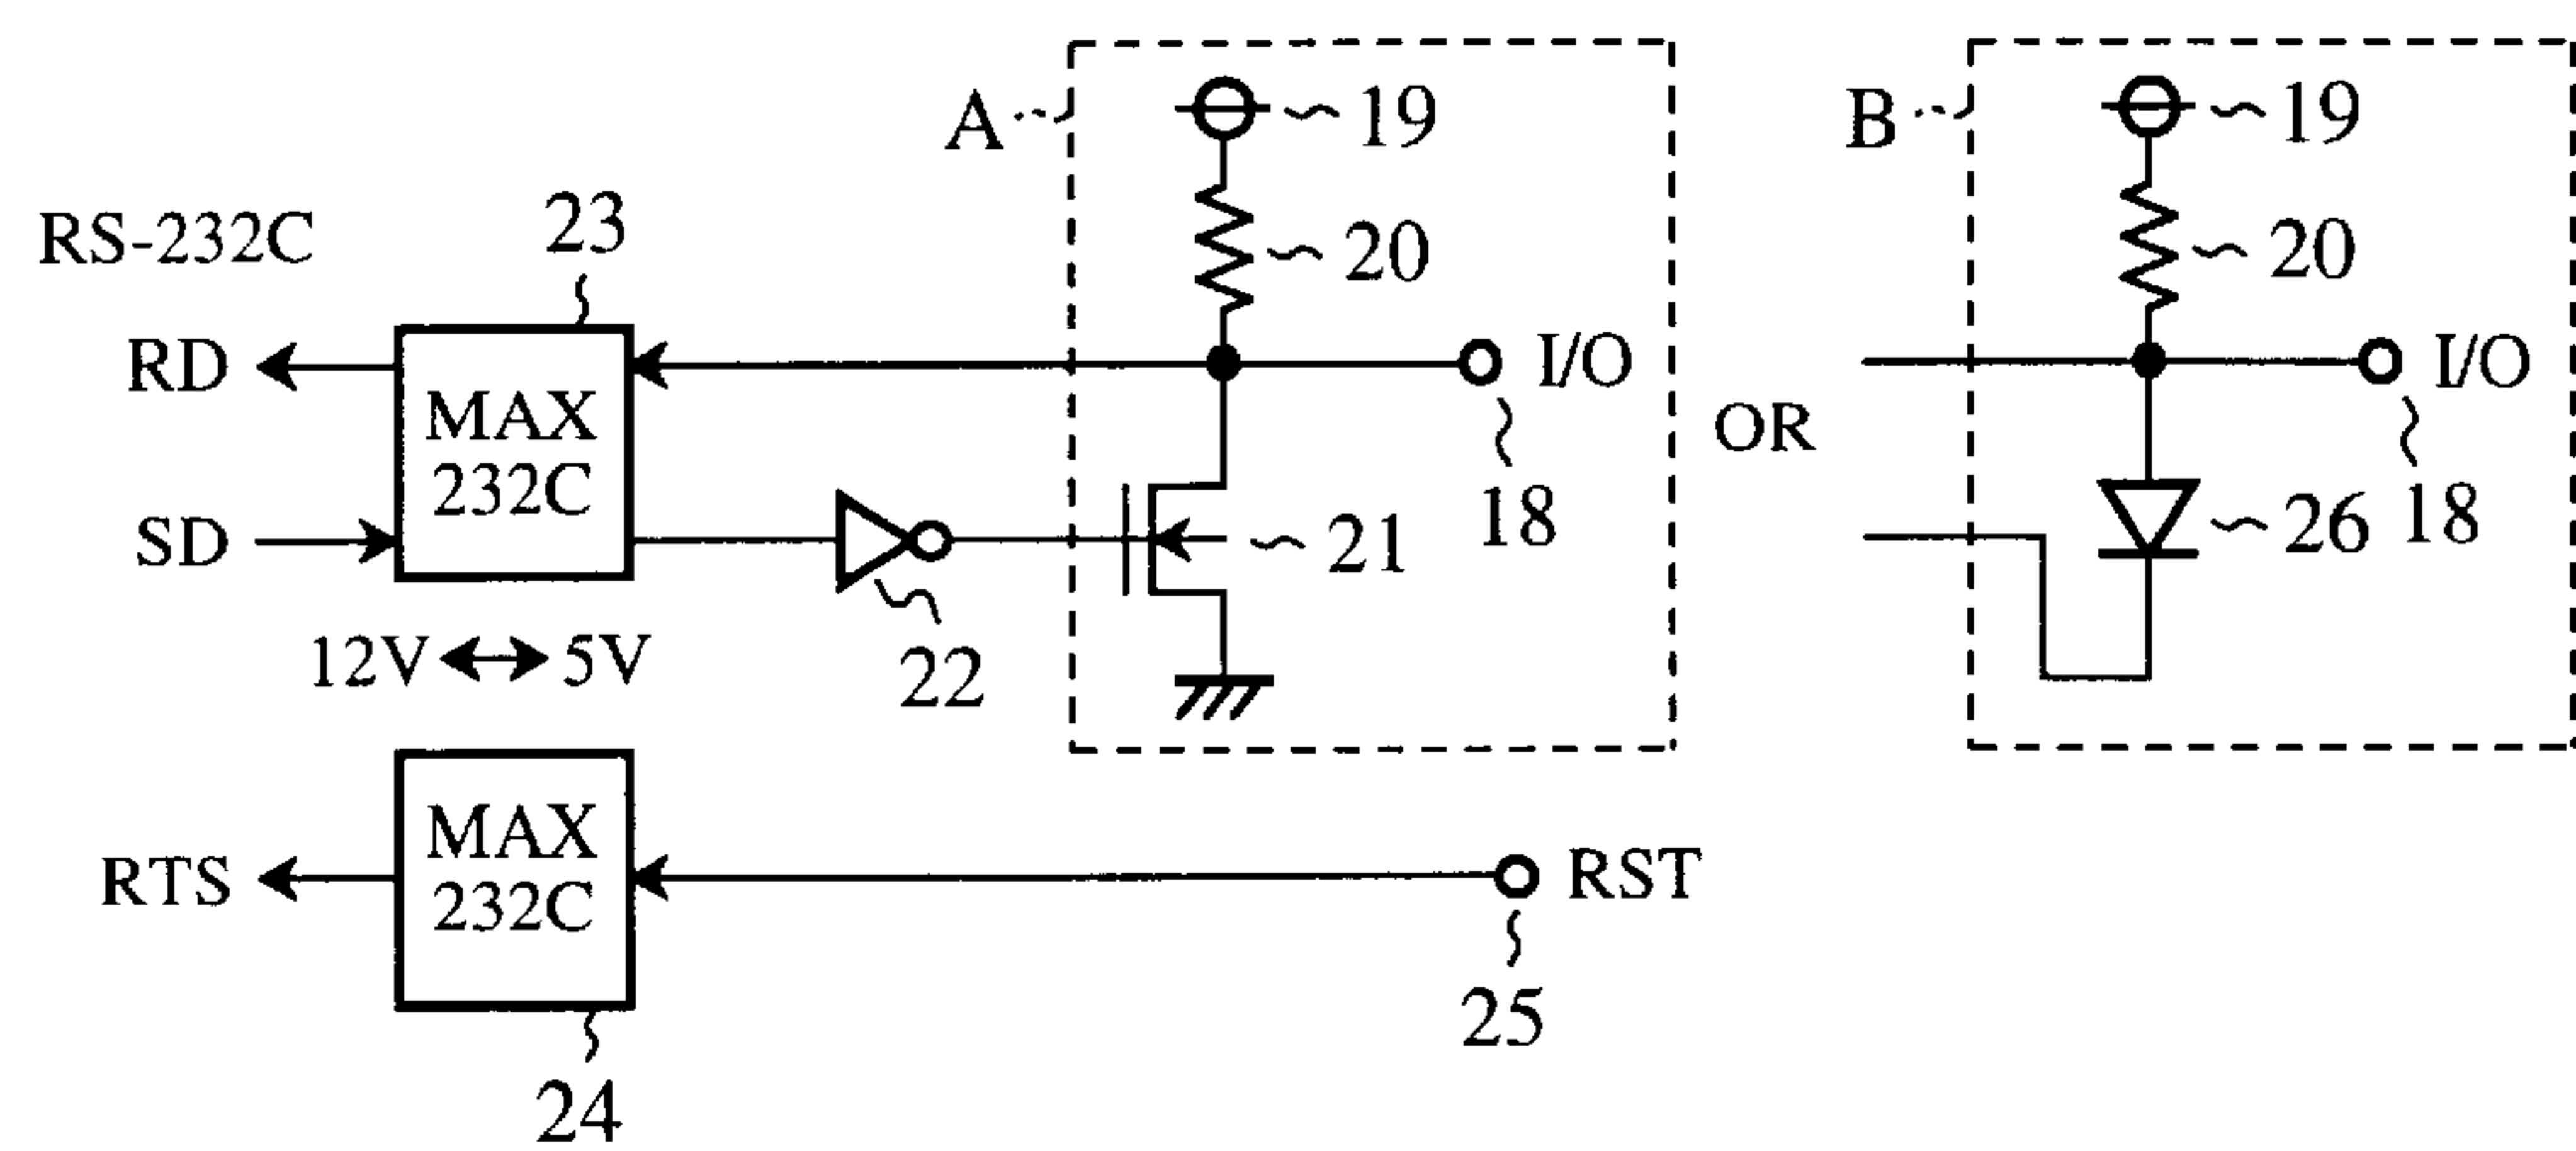 RS-232C
RD
SD
23
MAX
232C
12V 5V
22
A
19
20
I/O
18
21
OR
B
19
20
I/O
18
26
RTS
MAX
232C
24
RST
25